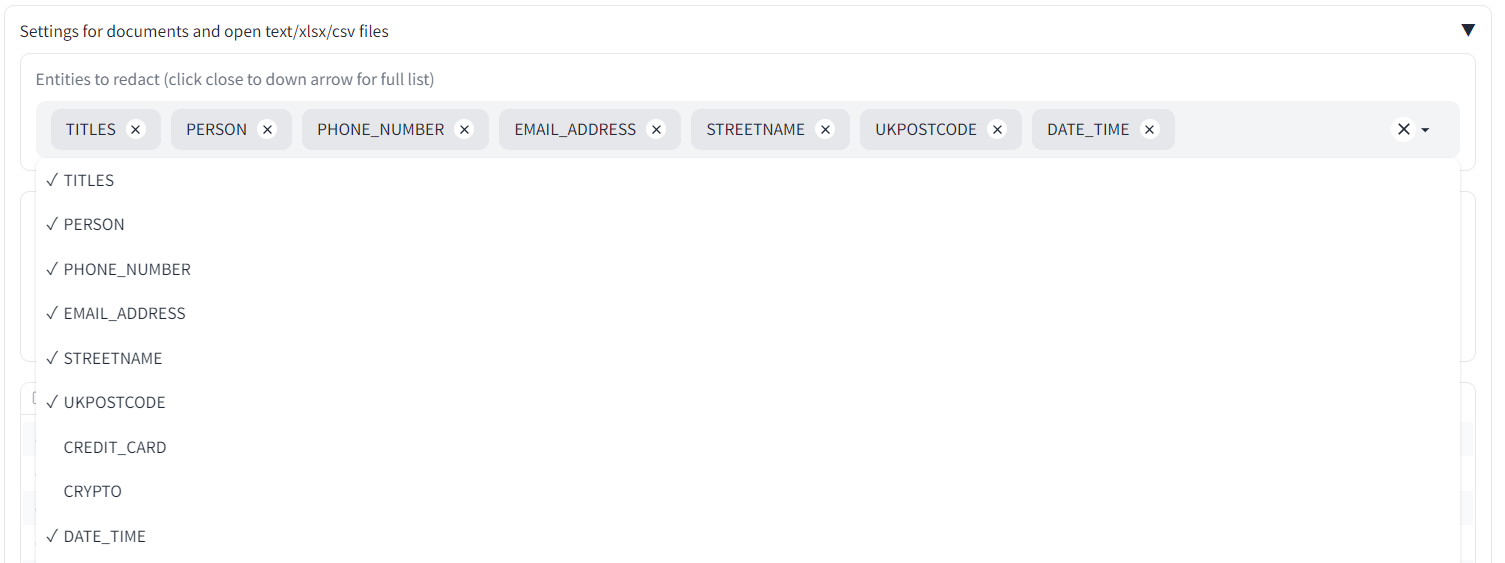 Settings for documents and open text/xlsx/csv files
Entities to redact (click close to down arrow for full list)
TITLES PERSON PHONE_NUMBER EMAIL_ADDRESS STREETNAME UKPOSTCODE DATE_TIME
TITLES
PERSON
PHONE_NUMBER
EMAIL_ADDRESS
STREETNAME
UKPOSTCODE
CREDIT_CARD
CRYPTO
DATE_TIME